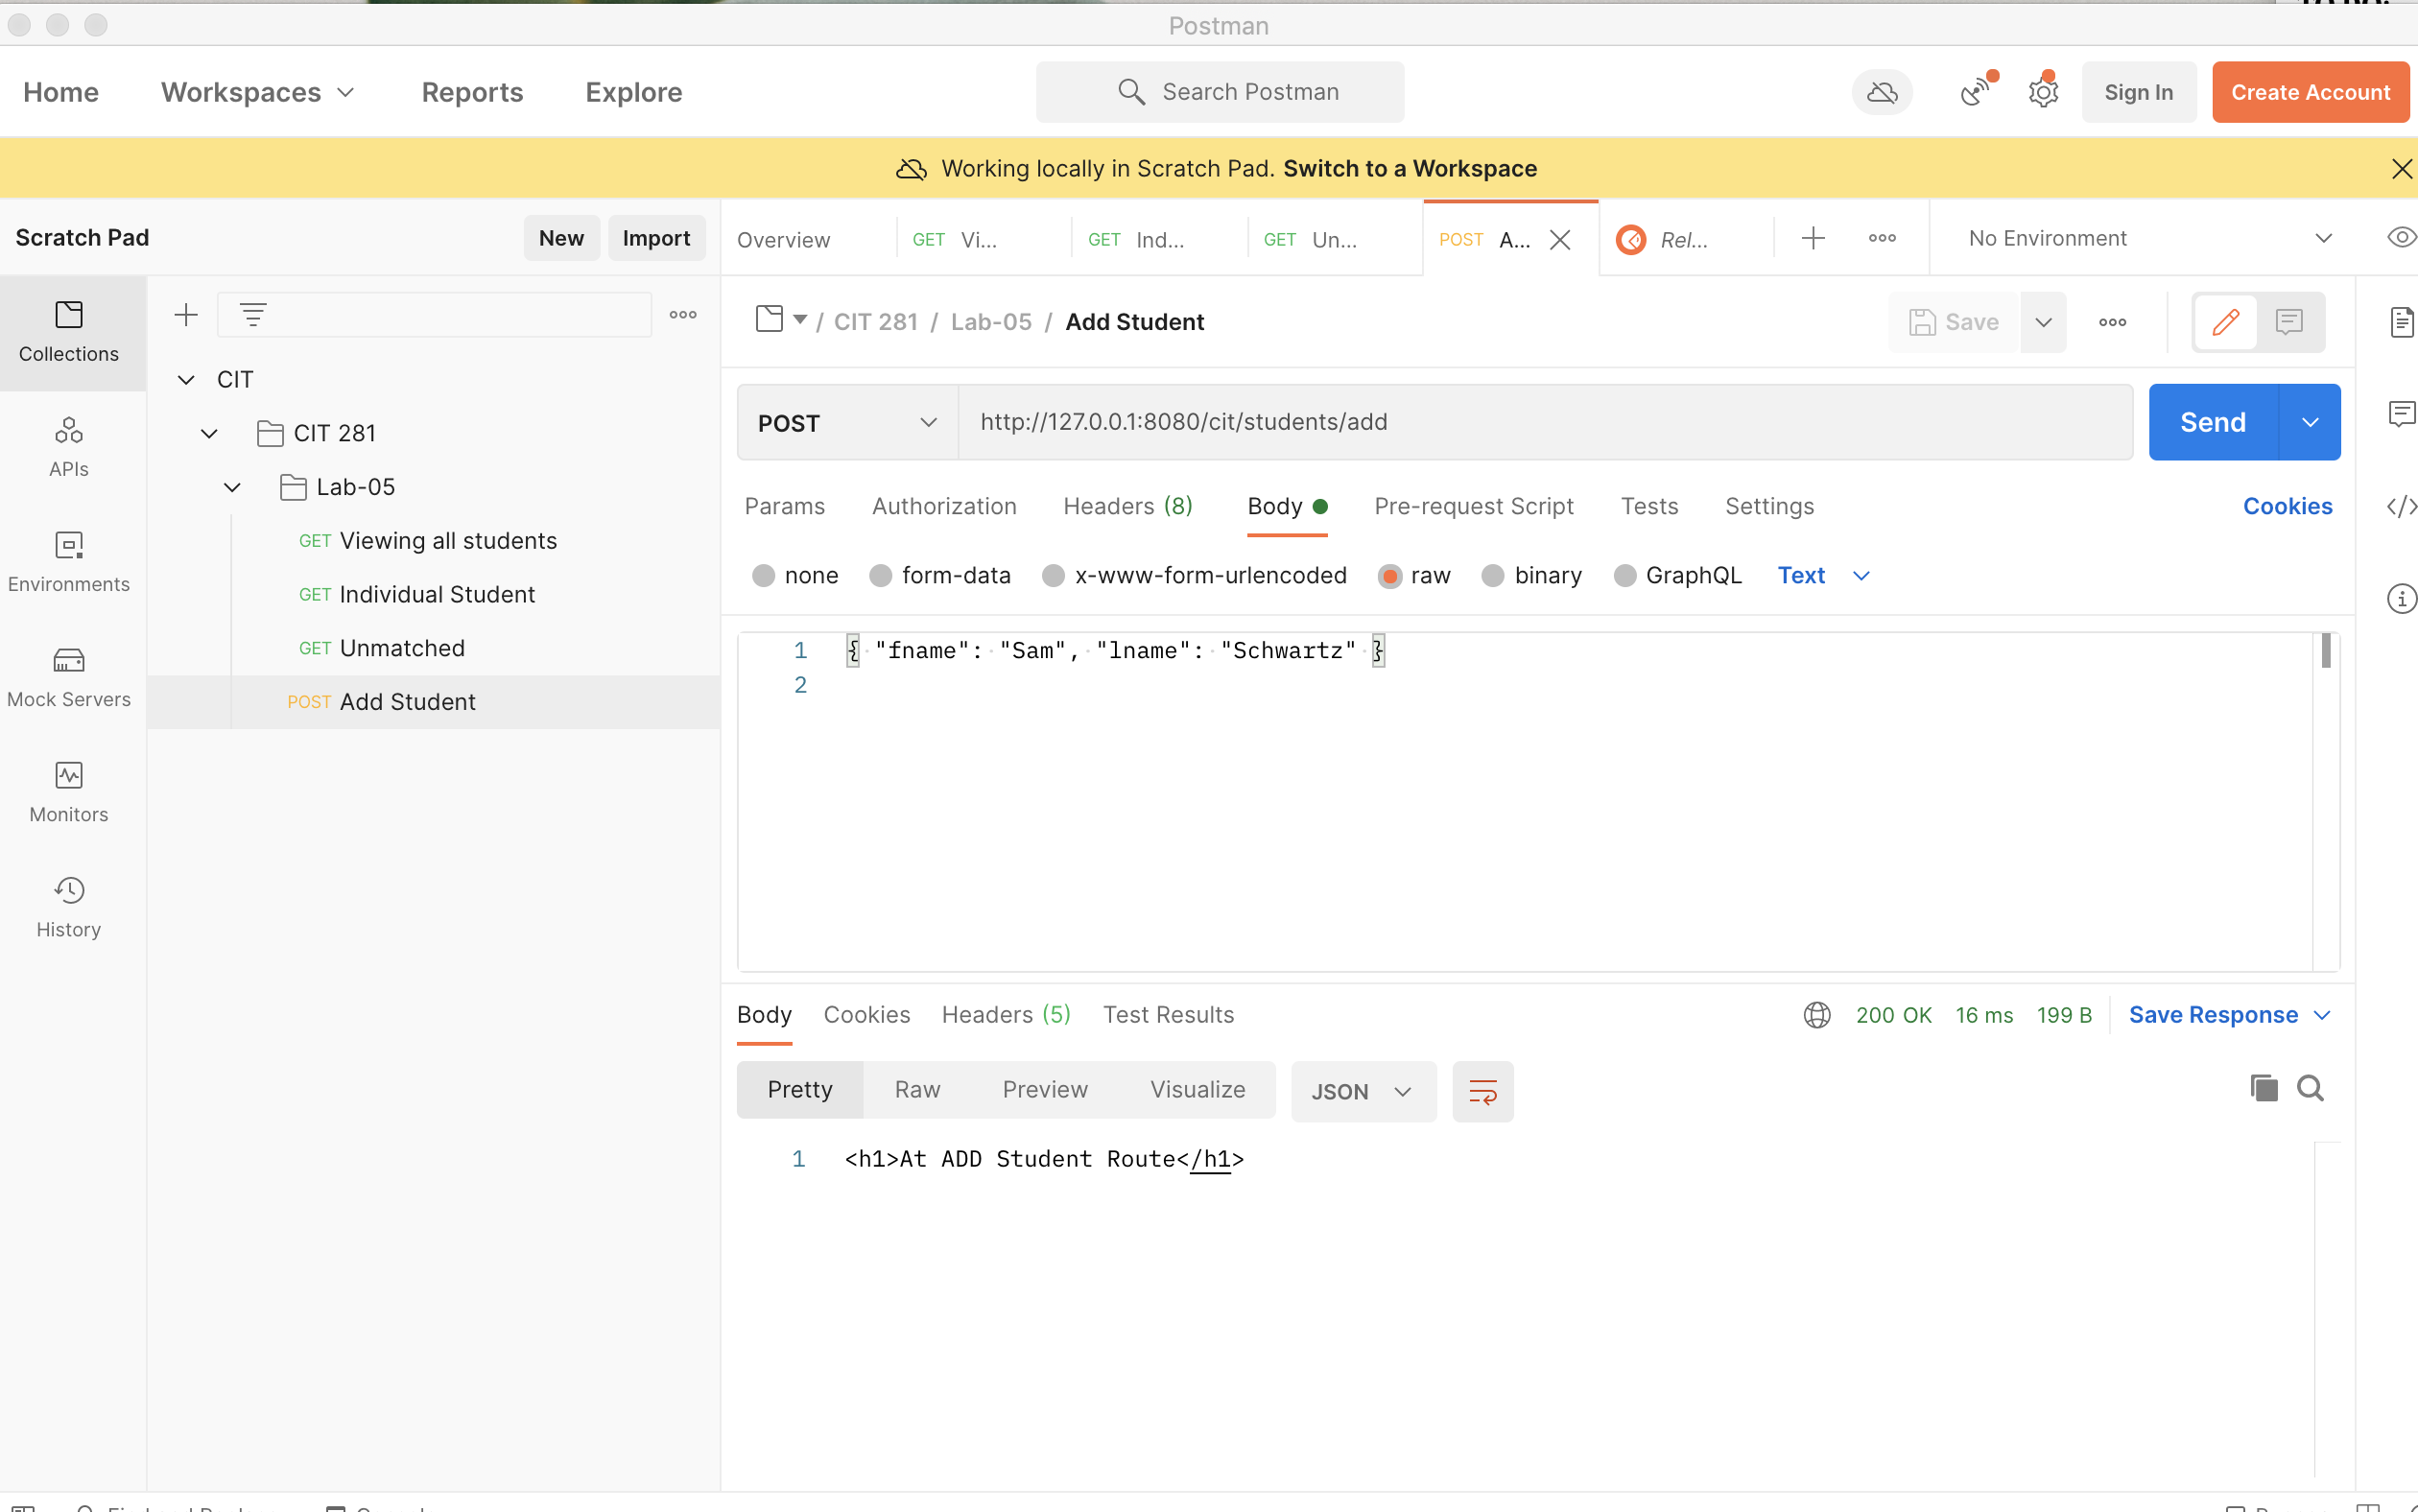 Postman
Home Workspaces Reports Explore Search Postman Sign In Create Account
Working locally in Scratch Pad. Switch to a Workspace
Scratch Pad New Import
Overview GET Vi... GET Ind... GET Un... POST A... Rel... No Environment
Collections
APIs
Environments
Mock Servers
Monitors
History
CIT
CIT 281
Lab-05
GET Viewing all students
GET Individual Student
GET Unmatched
POST Add Student
/ CIT 281 / Lab-05 / Add Student Save
POST http://127.0.0.1:8080/cit/students/add Send
Params Authorization Headers (8) Body Pre-request Script Tests Settings Cookies
none form-data x-www-form-urlencoded raw binary GraphQL Text
1 { "fname": "Sam", "lname": "Schwartz" }
2
Body Cookies Headers (5) Test Results 200 OK 16 ms 199 B Save Response
Pretty Raw Preview Visualize JSON
1 <h1>At ADD Student Route</h1>